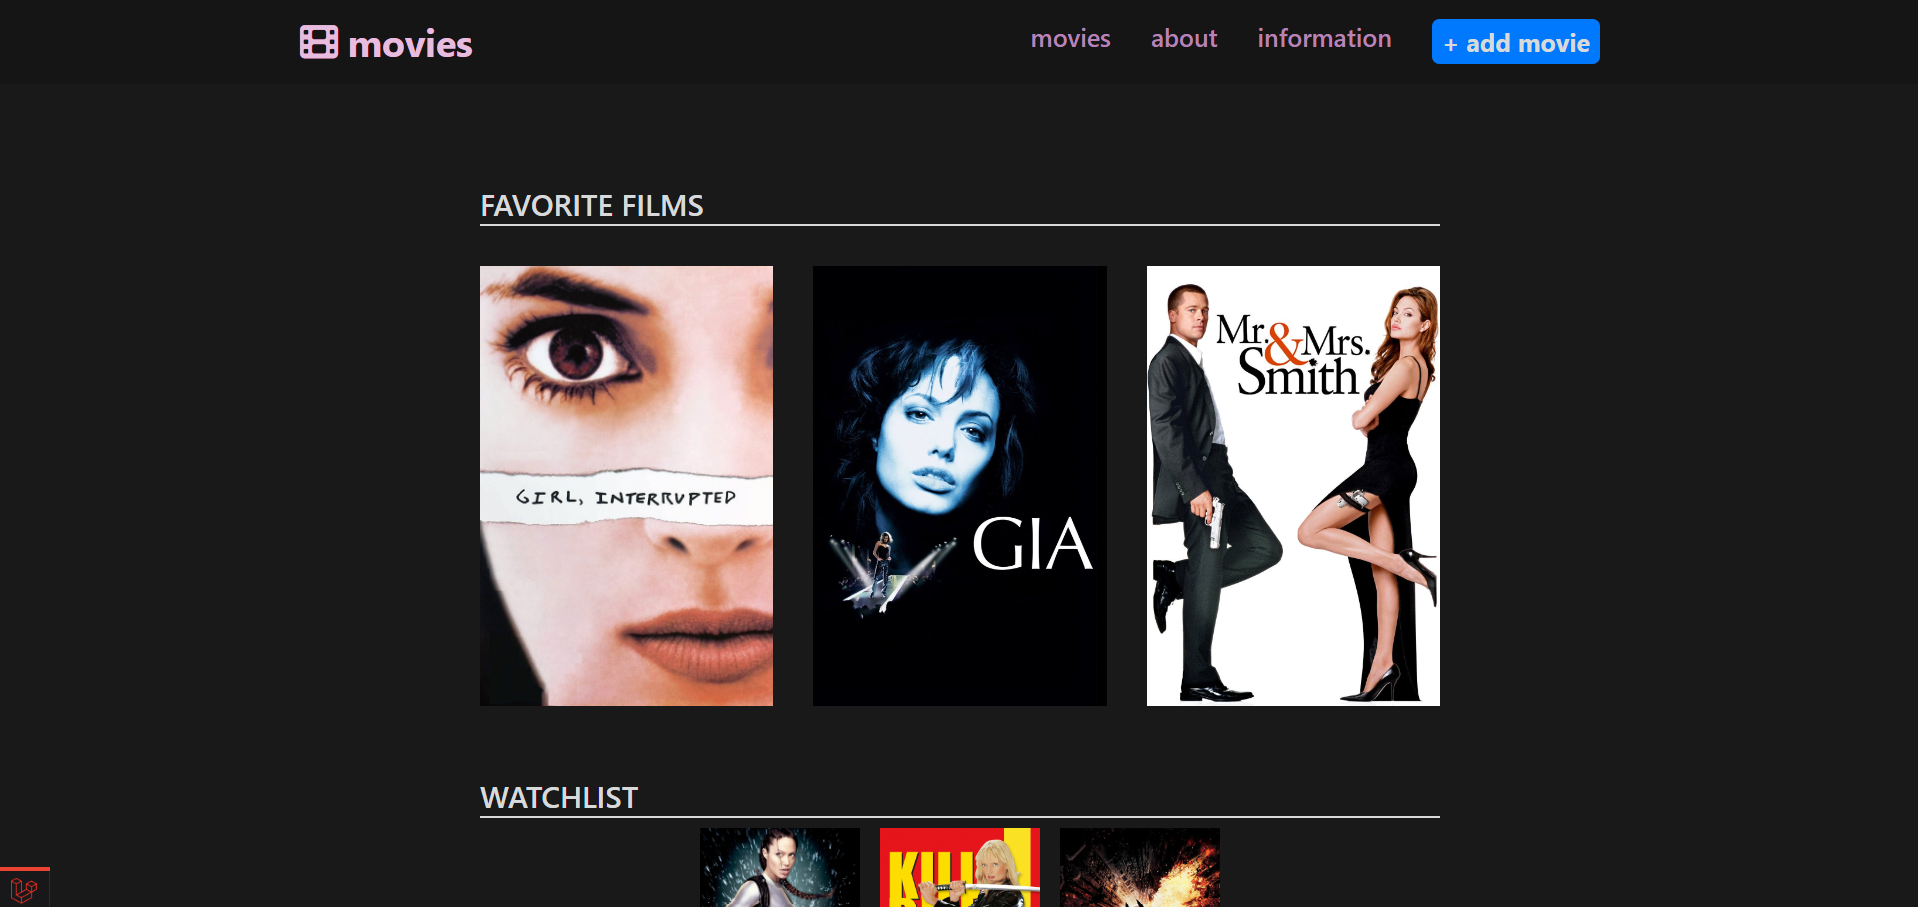 movies
movies about information + add movie
FAVORITE FILMS
GIRL, INTERRUPTED
GIA
Mr. & Mrs.
Smith
WATCHLIST
KILL